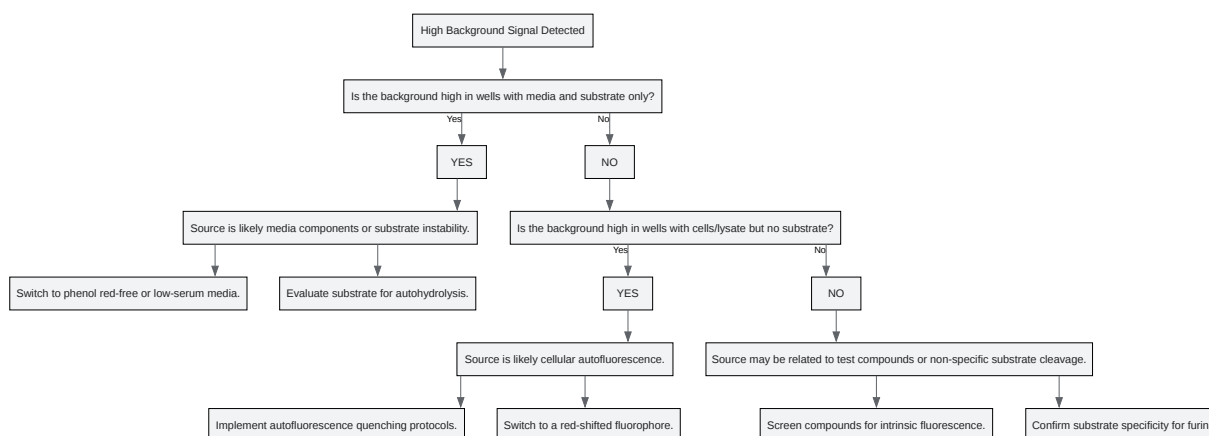 High Background Signal Detected
Is the background high in wells with media and substrate only?
Yes
No
YES
NO
Source is likely media components or substrate instability.
Is the background high in wells with cells/lysate but no substrate?
Yes
No
Switch to phenol red-free or low-serum media.
Evaluate substrate for autohydrolysis.
YES
NO
Source is likely cellular autofluorescence.
Source may be related to test compounds or non-specific substrate cleavage.
Implement autofluorescence quenching protocols.
Switch to a red-shifted fluorophore.
Screen compounds for intrinsic fluorescence.
Confirm substrate specificity for furin